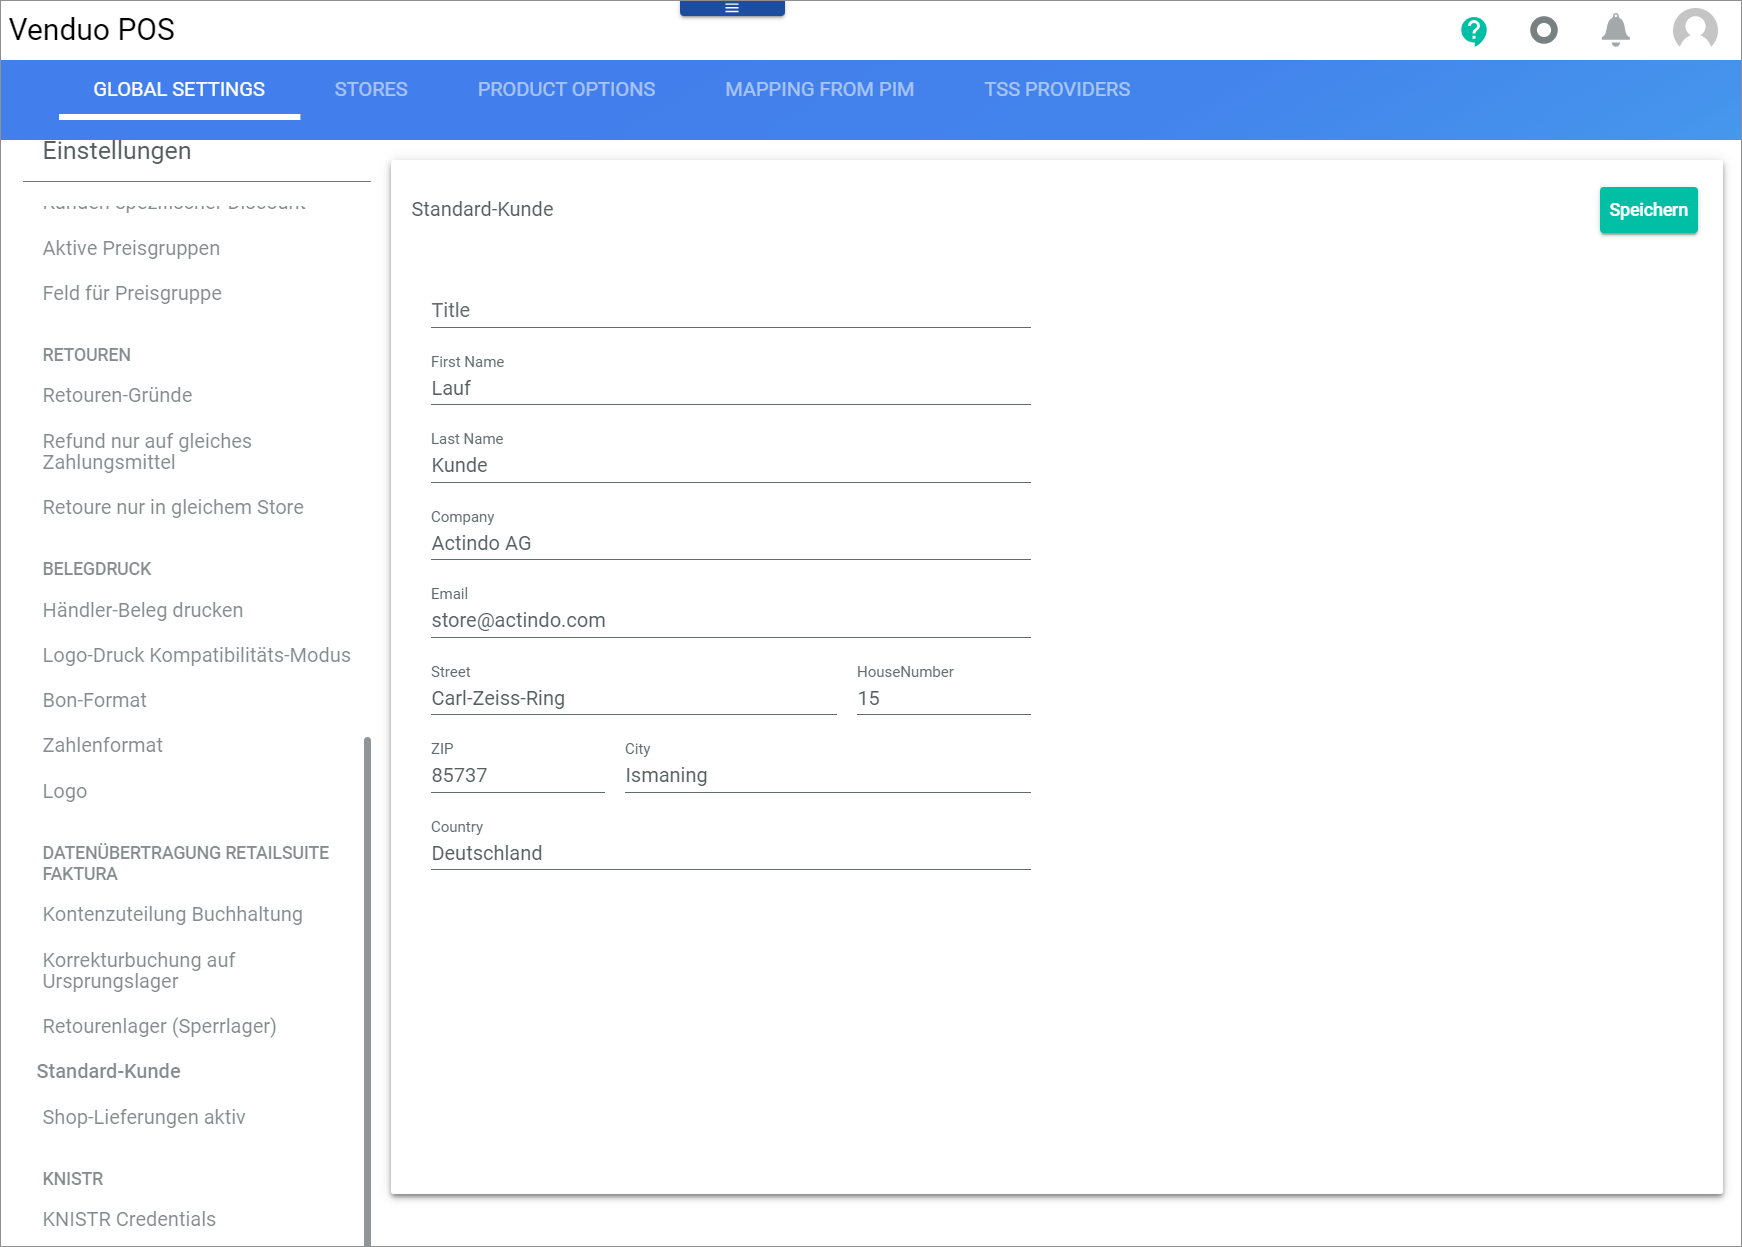 Venduo POS
GLOBAL SETTINGS STORES PRODUCT OPTIONS MAPPING FROM PIM TSS PROVIDERS
Einstellungen
Kunden-spezifischer Discount
Aktive Preisgruppen
Feld für Preisgruppe
RETOUREN
Retouren-Gründe
Refund nur auf gleiches
Zahlungsmittel
Retoure nur in gleichem Store
BELEGDRUCK
Händler-Beleg drucken
Logo-Druck Kompatibilitäts-Modus
Bon-Format
Zahlenformat
Logo
DATENÜBERTRAGUNG RETAILSUITE
FAKTURA
Kontenzuteilung Buchhaltung
Korrekturbuchung auf
Ursprungslager
Retourenlager (Sperrlager)
Standard-Kunde
Shop-Lieferungen aktiv
KNISTR
KNISTR Credentials
Standard-Kunde
Speichern
Title
First Name
Lauf
Last Name
Kunde
Company
Actindo AG
Email
store@actindo.com
Street HouseNumber
Carl-Zeiss-Ring 15
ZIP City
85737 Ismaning
Country
Deutschland